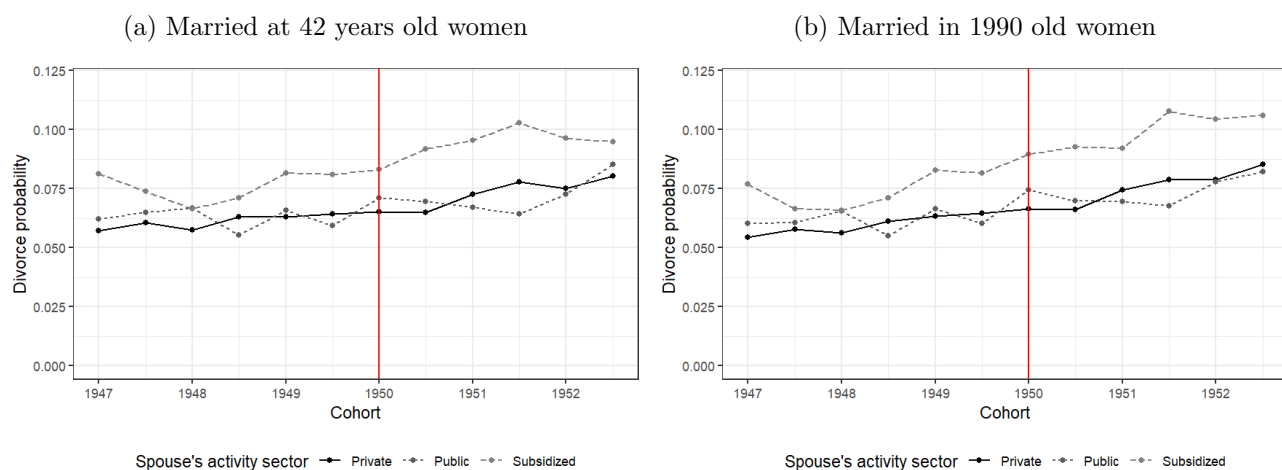 (a) Married at 42 years old women
(b) Married in 1990 old women
0.125
0.100
0.075
0.050
0.025
0.000
Divorce probability
1947 1948 1949 1950 1951 1952
Cohort
Spouse's activity sector Private Public Subsidized
0.125
0.100
0.075
0.050
0.025
0.000
Divorce probability
1947 1948 1949 1950 1951 1952
Cohort
Spouse's activity sector Private Public Subsidized